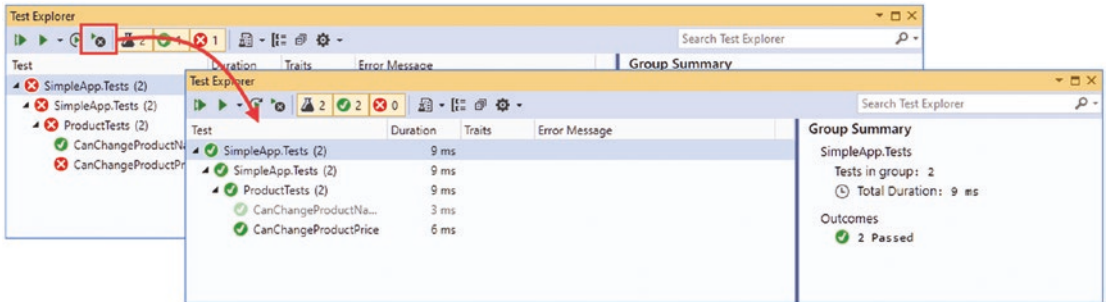 Test Explorer
2 1 1
Search Test Explorer
Test Duration Traits Error Message
Group Summary
SimpleApp.Tests (2)
SimpleApp.Tests (2)
ProductTests (2)
CanChangeProductN
CanChangeProductPr
Test Explorer
2 2 0
Search Test Explorer
Test Duration Traits Error Message
SimpleApp.Tests (2) 9 ms
SimpleApp.Tests (2) 9 ms
ProductTests (2) 9 ms
CanChangeProductNa... 3 ms
CanChangeProductPrice 6 ms
Group Summary
SimpleApp.Tests
Tests in group: 2
Total Duration: 9 ms
Outcomes
2 Passed